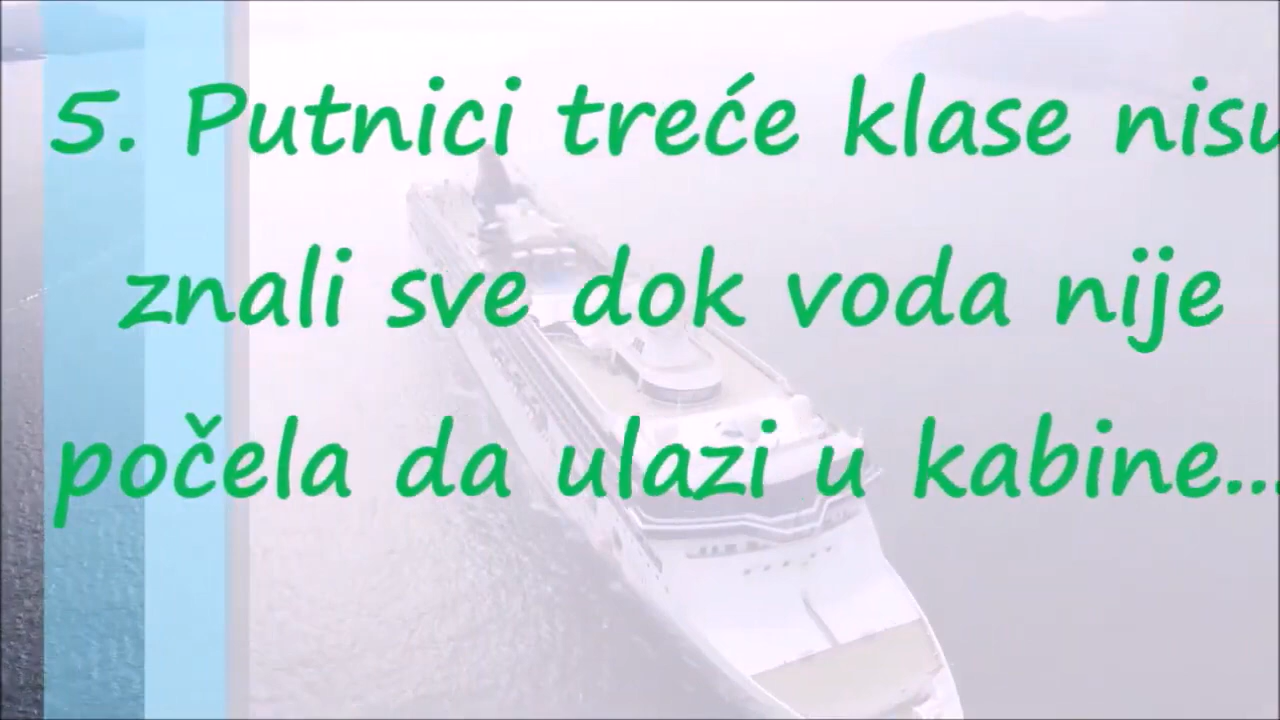 5. Putnici treće klase nisu
znali sve dok voda nije
počela da ulazi u kabine...